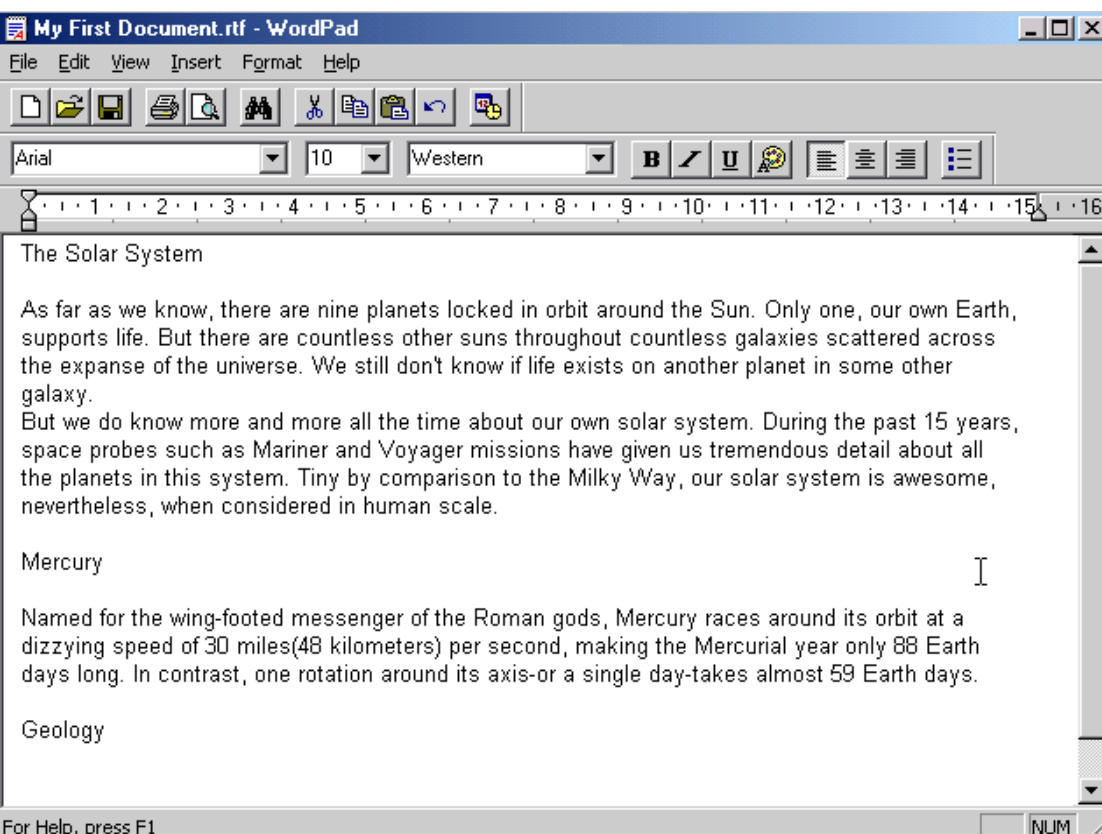 My First Document.rtf - WordPad
File Edit View Insert Format Help
Arial 10 Western B / U
1 2 3 4 5 6 7 8 9 10 11 12 13 14 15 16
The Solar System
As far as we know, there are nine planets locked in orbit around the Sun. Only one, our own Earth,
supports life. But there are countless other suns throughout countless galaxies scattered across
the expanse of the universe. We still don't know if life exists on another planet in some other
galaxy.
But we do know more and more all the time about our own solar system. During the past 15 years,
space probes such as Mariner and Voyager missions have given us tremendous detail about all
the planets in this system. Tiny by comparison to the Milky Way, our solar system is awesome,
nevertheless, when considered in human scale.
Mercury
Named for the wing-footed messenger of the Roman gods, Mercury races around its orbit at a
dizzying speed of 30 miles(48 kilometers) per second, making the Mercurial year only 88 Earth
days long. In contrast, one rotation around its axis-or a single day-takes almost 59 Earth days.
Geology
For Help, press F1 NUM